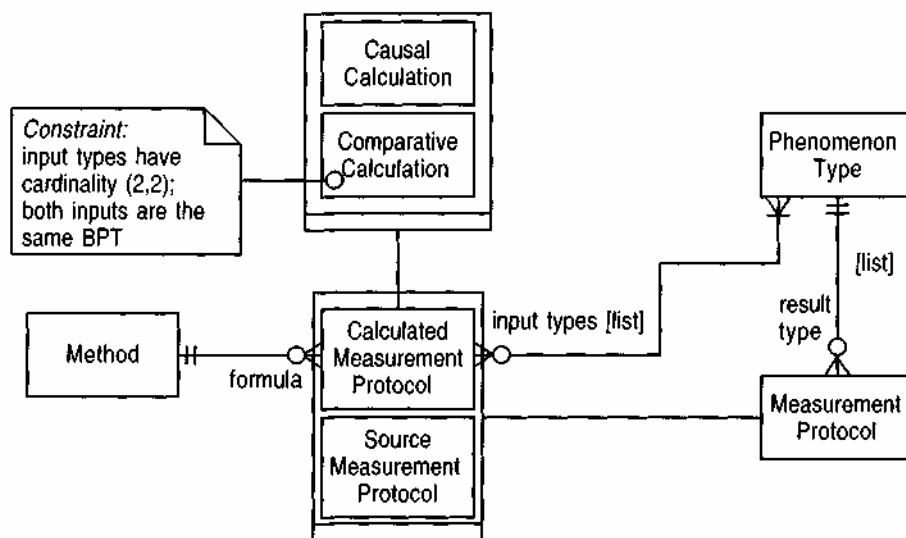 Causal
Calculation
Comparative
Calculation
Constraint:
input types have
cardinality (2,2);
both inputs are the
same BPT
Phenomenon
Type
[list]
result
type
input types [list]
Method
formula
Calculated
Measurement
Protocol
Source
Measurement
Protocol
Measurement
Protocol